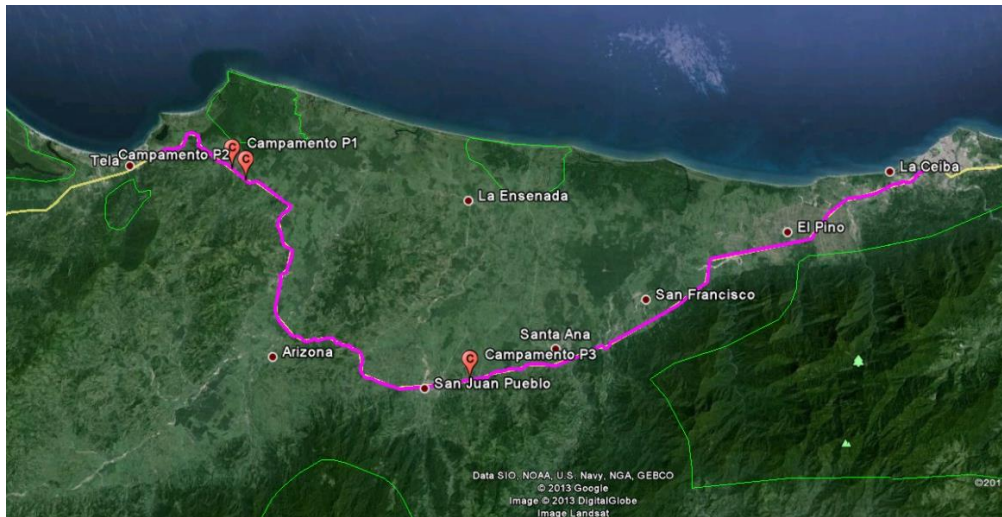 Campamento P1
Campamento P2
Tela
La Ceiba
La Ensenada
El Pino
San Francisco
Santa Ana
Arizona
Campamento P3
San Juan Pueblo
C
C
C
Data SIO, NOAA, U.S. Navy, NGA, GEBCO
© 2013 Google
Image © 2013 DigitalGlobe
Image Landsat
©201